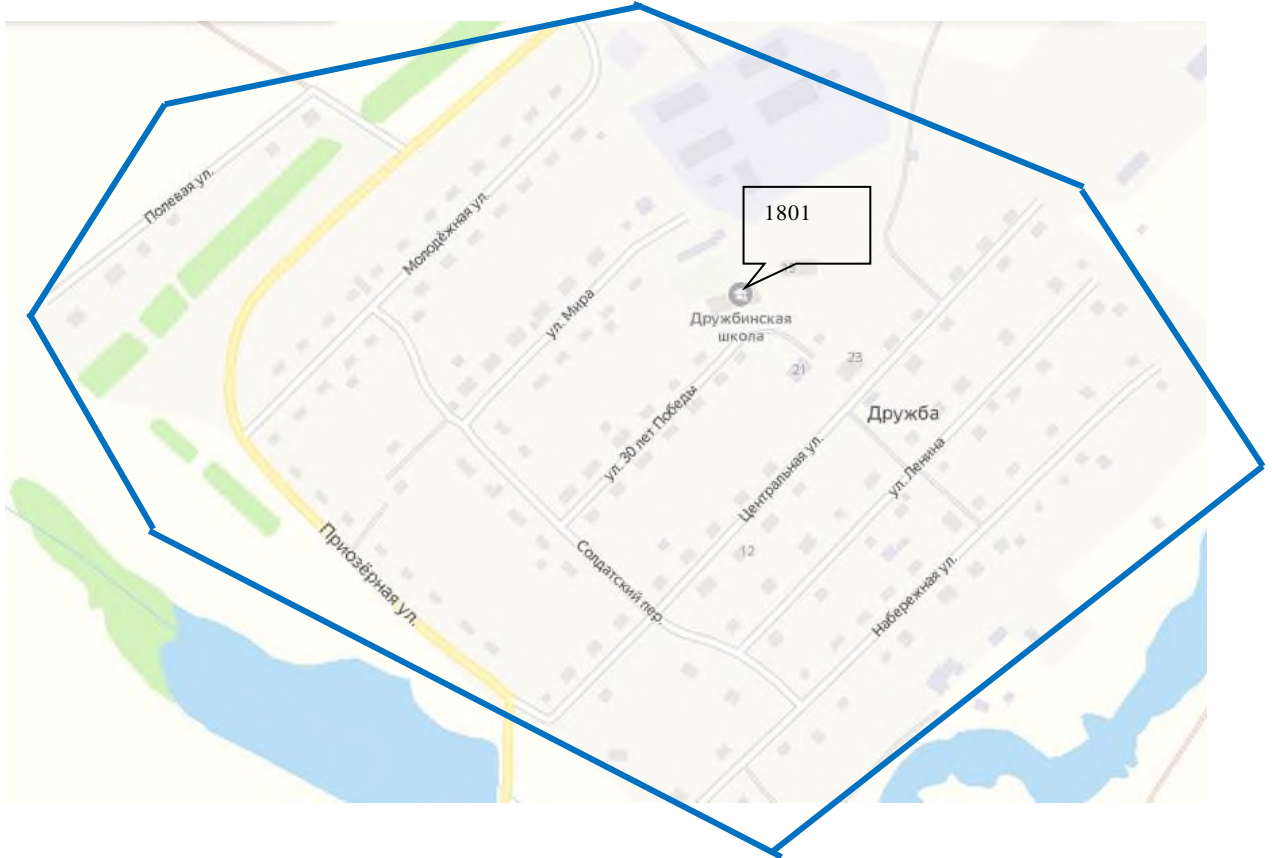 1801
Полевая ул.
Молодёжная ул.
ул. Мира
13
Дружбинская
школа
21
23
Дружба
ул. 30 лет Победы
Центральная ул.
ул. Ленина
12
Приозёрная ул.
Солдатский пер.
Набережная ул.